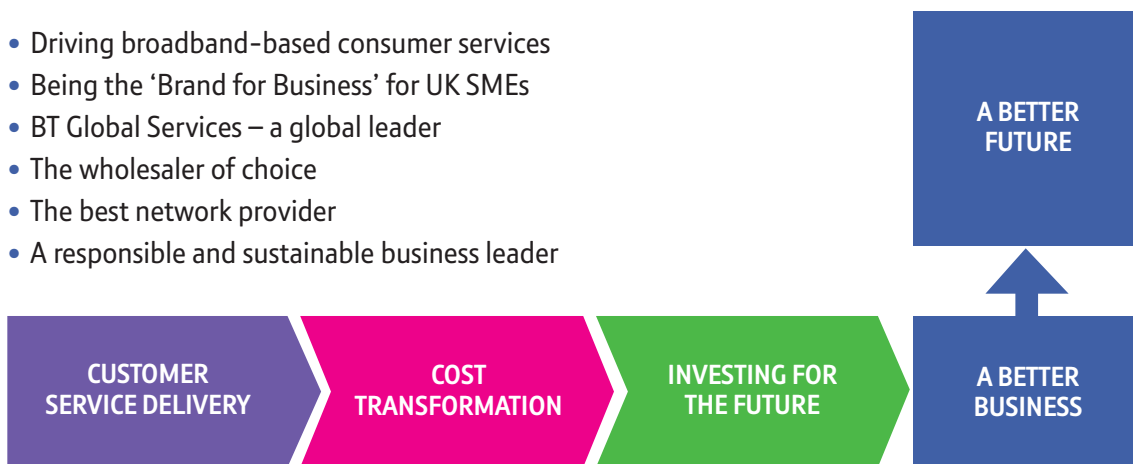 • Driving broadband-based consumer services
• Being the ‘Brand for Business’ for UK SMEs
• BT Global Services – a global leader
• The wholesaler of choice
• The best network provider
• A responsible and sustainable business leader
A BETTER
FUTURE
CUSTOMER
SERVICE DELIVERY
COST
TRANSFORMATION
INVESTING FOR
THE FUTURE
A BETTER
BUSINESS